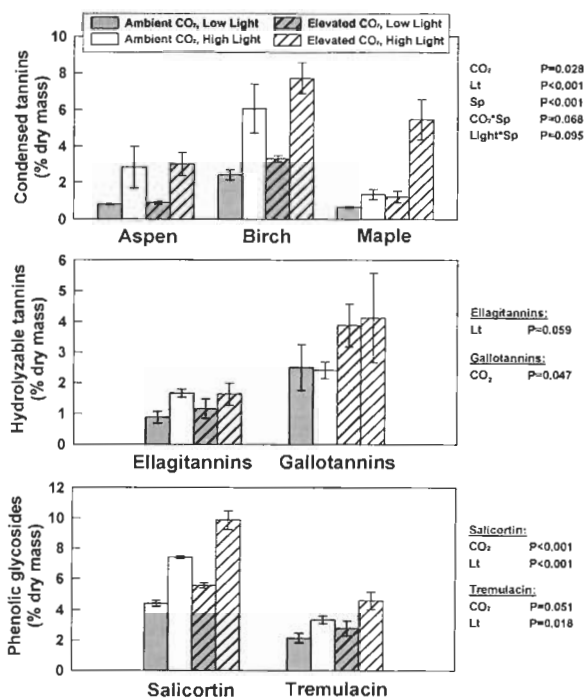 Ambient CO₂, Low Light Elevated CO₂, Low Light
Ambient CO₂, High Light Elevated CO₂, High Light
Condensed tannins
(% dry mass)
10
8
6
4
2
0
Aspen Birch Maple
CO₂ P=0.028
Lt P<0.001
Sp P<0.001
CO₂*Sp P=0.068
Light*Sp P=0.095
Hydrolyzable tannins
(% dry mass)
6
5
4
3
2
1
0
Ellagitannins Gallotannins
Ellagitannins:
Lt P=0.059
Gallotannins:
CO₂ P=0.047
Phenolic glycosides
(% dry mass)
12
10
8
6
4
2
0
Salicortin Tremulacin
Salicortin:
CO₂ P<0.001
Lt P<0.001
Tremulacin:
CO₂ P=0.051
Lt P=0.018